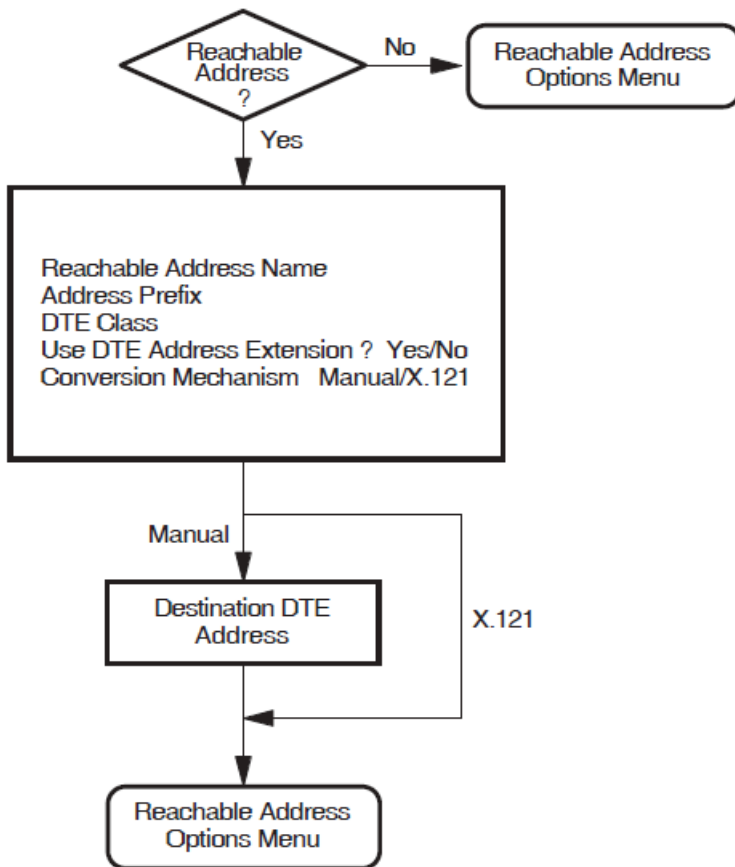 Reachable
Address
?
No
Reachable Address
Options Menu
Yes
Reachable Address Name
Address Prefix
DTE Class
Use DTE Address Extension ? Yes/No
Conversion Mechanism Manual/X.121
Manual
Destination DTE
Address
X.121
Reachable Address
Options Menu